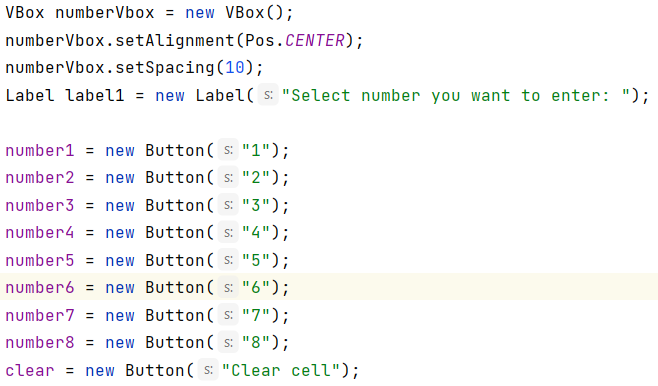 VBox numberVbox = new VBox();
numberVbox.setAlignment(Pos.CENTER);
numberVbox.setSpacing(10);
Label label1 = new Label( s: "Select number you want to enter: ");
number1 = new Button( s: "1");
number2 = new Button( s: "2");
number3 = new Button( s: "3");
number4 = new Button( s: "4");
number5 = new Button( s: "5");
number6 = new Button( s: "6");
number7 = new Button( s: "7");
number8 = new Button( s: "8");
clear = new Button( s: "Clear cell");